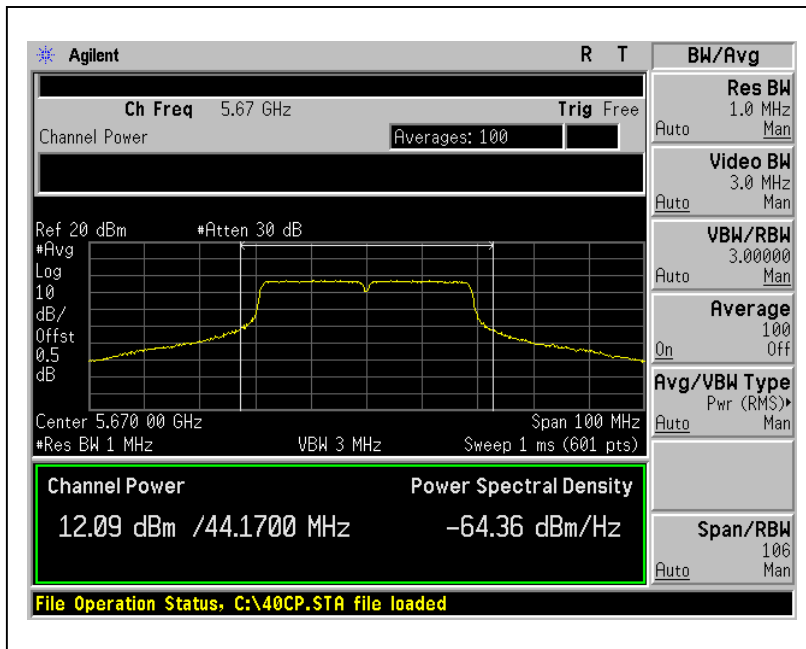 Agilent R T
Ch Freq 5.67 GHz Trig Free
Channel Power Averages: 100
Ref 20 dBm #Atten 30 dB
#Avg
Log
10
dB/
Offst
0.5
dB
Center 5.670 00 GHz Span 100 MHz
#Res BW 1 MHz VBW 3 MHz Sweep 1 ms (601 pts)
Channel Power Power Spectral Density
12.09 dBm /44.1700 MHz -64.36 dBm/Hz
File Operation Status, C:\40CP.STA file loaded
BW/Avg
Res BW
1.0 MHz
Auto Man
Video BW
3.0 MHz
Auto Man
VBW/RBW
3.00000
Auto Man
Average
100
On Off
Avg/VBW Type
Pwr (RMS)▸
Auto Man
Span/RBW
106
Auto Man